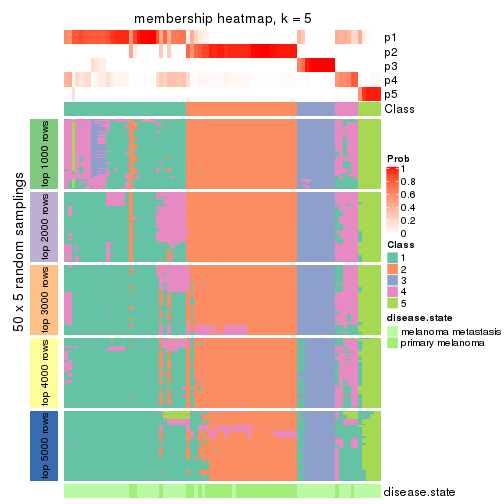 membership heatmap, k = 5
p1
p2
p3
p4
p5
Class
50 x 5 random samplings
top 1000 rows
top 2000 rows
top 3000 rows
top 4000 rows
top 5000 rows
Prob
1
0.8
0.6
0.4
0.2
0
Class
1
2
3
4
5
disease.state
melanoma metastasis
primary melanoma
disease.state